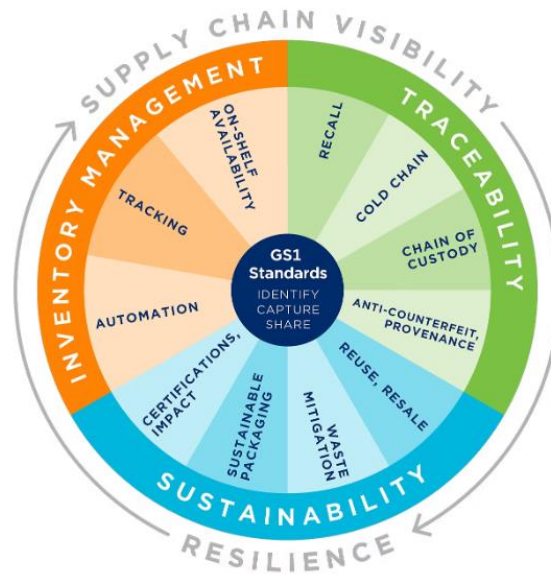 SUPPLY CHAIN VISIBILITY
INVENTORY MANAGEMENT
TRACEABILITY
ON-SHELF
AVAILABILITY
TRACKING
AUTOMATION
RECALL
COLD CHAIN
CHAIN OF
CUSTODY
ANTI-COUNTERFEIT,
PROVENANCE
GS1
Standards
IDENTIFY
CAPTURE
SHARE
CERTIFICATIONS,
IMPACT
SUSTAINABLE
PACKAGING
WASTE
MITIGATION
REUSE, RESALE
SUSTAINABILITY
RESILIENCE